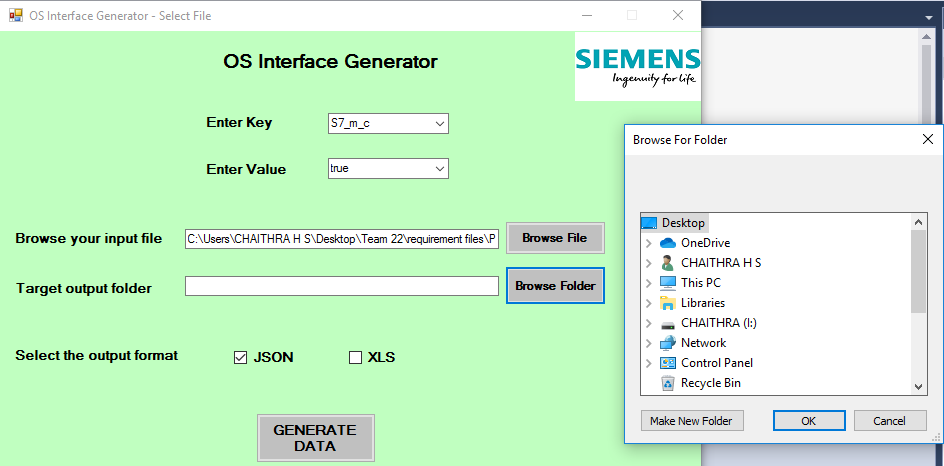 OS Interface Generator - Select File
OS Interface Generator
SIEMENS
Ingenuity for life
Enter Key
S7_m_c
Enter Value
true
Browse your input file
C:\Users\CHAITHRA H S\Desktop\Team 22\requirement files\P
Browse File
Target output folder
Browse Folder
Select the output format
JSON
XLS
GENERATE
DATA
Browse For Folder
Desktop
OneDrive
CHAITHRA H S
This PC
Libraries
CHAITHRA (I:)
Network
Control Panel
Recycle Bin
Make New Folder
OK
Cancel